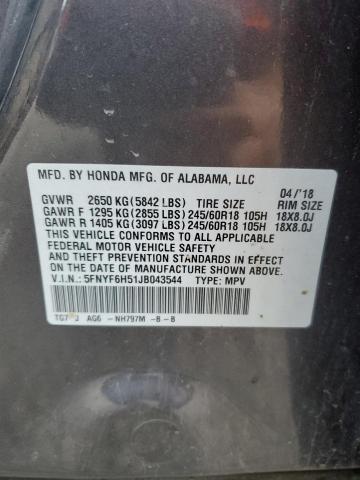 MFD. BY HONDA MFG. OF ALABAMA, LLC
04/'18
GVWR 2650 KG (5842 LBS) TIRE SIZE RIM SIZE
GAWR F 1295 KG (2855 LBS) 245/60R18 105H 18X8.0J
GAWR R 1405 KG (3097 LBS) 245/60R18 105H 18X8.0J
THIS VEHICLE CONFORMS TO ALL APPLICABLE
FEDERAL MOTOR VEHICLE SAFETY
AND THEFT PREVENTION STANDARDS IN EFFECT
ON THE DATE OF MANUFACTURE SHOWN ABOVE.
V.I.N.: 5FNYF6H51JB043544 TYPE: MPV
AG6 -NH797M -B-B